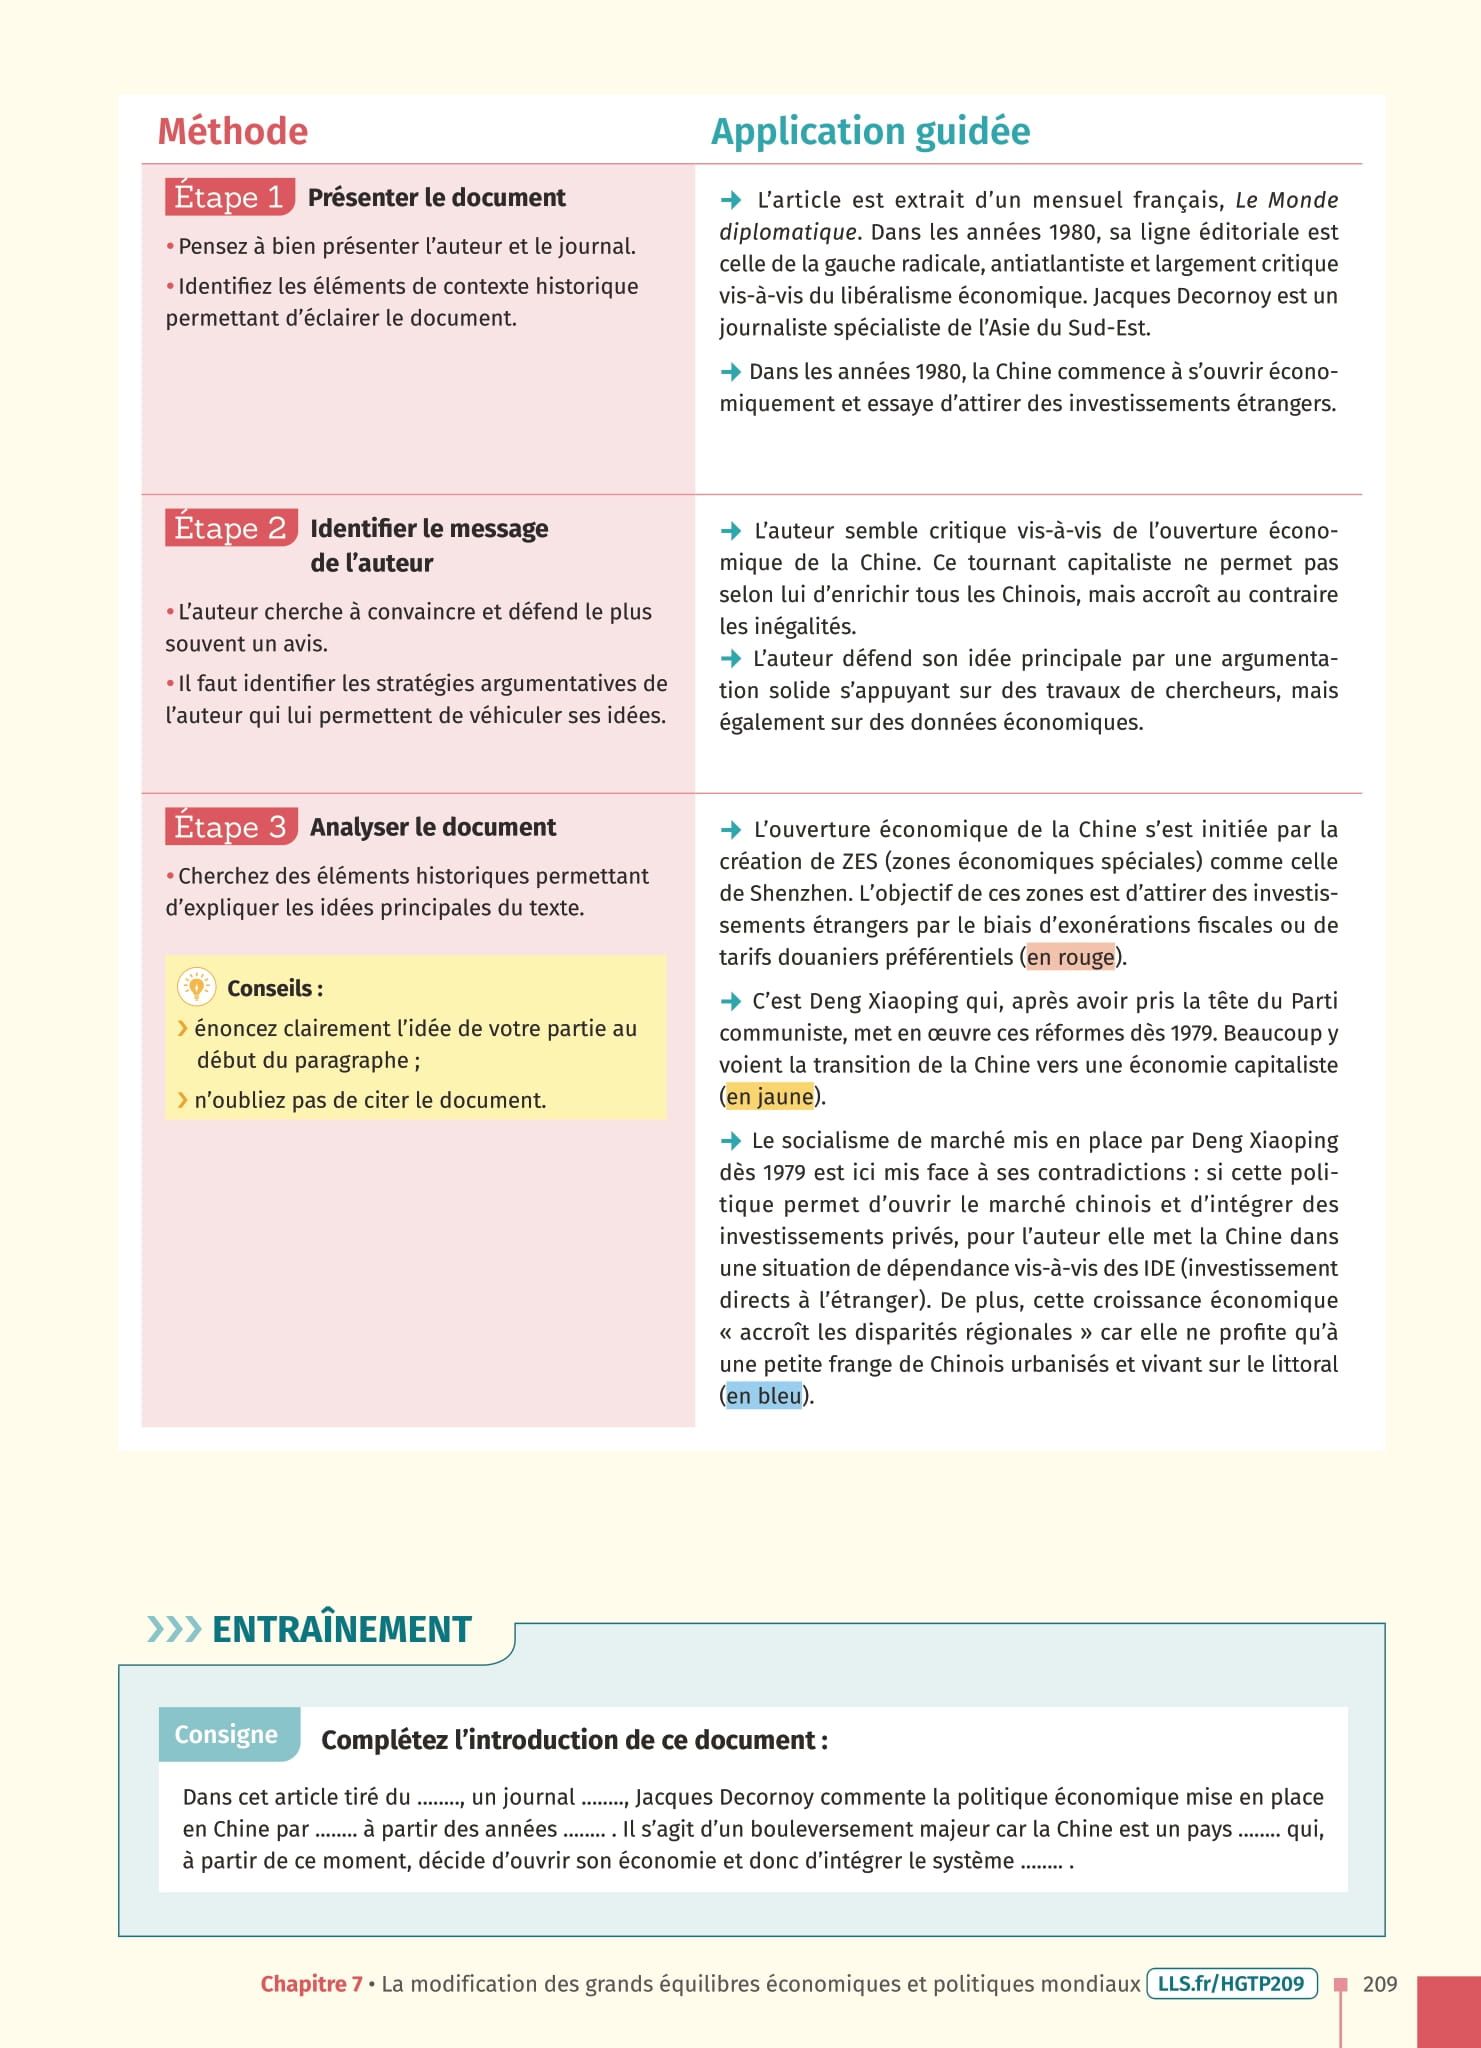 Méthode
Application guidée
Étape 1 Présenter le document
• Pensez à bien présenter l’auteur et le journal.
• Identifiez les éléments de contexte historique
permettant d’éclairer le document.
→ L’article est extrait d’un mensuel français, Le Monde
diplomatique. Dans les années 1980, sa ligne éditoriale est
celle de la gauche radicale, antiatlantiste et largement critique
vis-à-vis du libéralisme économique. Jacques Decornoy est un
journaliste spécialiste de l’Asie du Sud-Est.
→ Dans les années 1980, la Chine commence à s’ouvrir écono-
miquement et essaye d’attirer des investissements étrangers.
Étape 2 Identifier le message
de l’auteur
• L’auteur cherche à convaincre et défend le plus
souvent un avis.
• Il faut identifier les stratégies argumentatives de
l’auteur qui lui permettent de véhiculer ses idées.
→ L’auteur semble critique vis-à-vis de l’ouverture écono-
mique de la Chine. Ce tournant capitaliste ne permet pas
selon lui d’enrichir tous les Chinois, mais accroît au contraire
les inégalités.
→ L’auteur défend son idée principale par une argumenta-
tion solide s’appuyant sur des travaux de chercheurs, mais
également sur des données économiques.
Étape 3 Analyser le document
• Cherchez des éléments historiques permettant
d’expliquer les idées principales du texte.
Conseils :
› énoncez clairement l’idée de votre partie au
début du paragraphe ;
› n’oubliez pas de citer le document.
→ L’ouverture économique de la Chine s’est initiée par la
création de ZES (zones économiques spéciales) comme celle
de Shenzhen. L’objectif de ces zones est d’attirer des investis-
sements étrangers par le biais d’exonérations fiscales ou de
tarifs douaniers préférentiels (en rouge).
→ C’est Deng Xiaoping qui, après avoir pris la tête du Parti
communiste, met en œuvre ces réformes dès 1979. Beaucoup y
voient la transition de la Chine vers une économie capitaliste
(en jaune).
→ Le socialisme de marché mis en place par Deng Xiaoping
dès 1979 est ici mis face à ses contradictions : si cette poli-
tique permet d’ouvrir le marché chinois et d’intégrer des
investissements privés, pour l’auteur elle met la Chine dans
une situation de dépendance vis-à-vis des IDE (investissement
directs à l’étranger). De plus, cette croissance économique
« accroît les disparités régionales » car elle ne profite qu’à
une petite frange de Chinois urbanisés et vivant sur le littoral
(en bleu).
››› ENTRAÎNEMENT
Consigne Complétez l’introduction de ce document :
Dans cet article tiré du ........, un journal ........, Jacques Decornoy commente la politique économique mise en place
en Chine par ........ à partir des années ........ . Il s’agit d’un bouleversement majeur car la Chine est un pays ........ qui,
à partir de ce moment, décide d’ouvrir son économie et donc d’intégrer le système ........ .
Chapitre 7 • La modification des grands équilibres économiques et politiques mondiaux LLS.fr/HGTP209 209